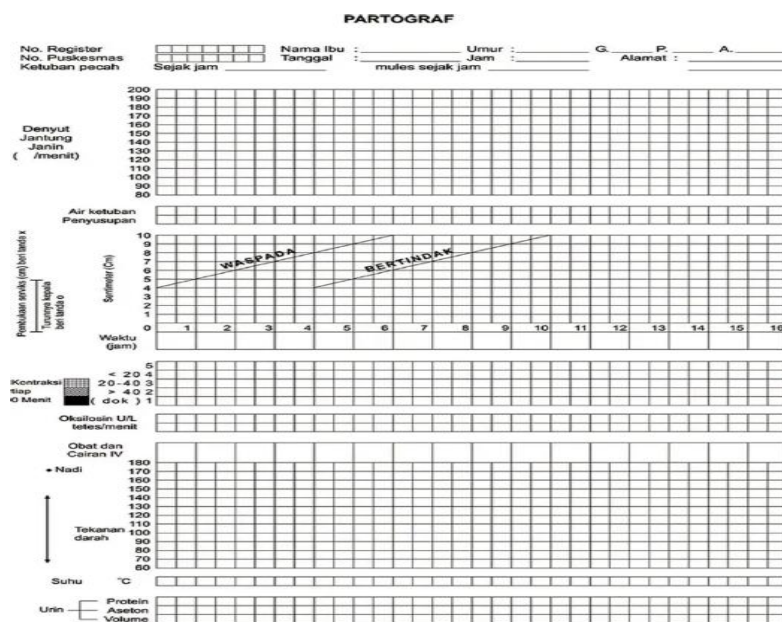 PARTOGRAF
No. Register Nama Ibu : Umur : G. P. A.
No. Puskesmas Tanggal : Jam : Alamat :
Ketuban pecah Sejak jam mules sejak jam
200
190
180
170
160
150
140
130
120
110
100
90
80
Denyut
Jantung
Janin
( /menit)
Air ketuban
Penyusupan
Pembukaan serviks (cm) beri tanda x
Turunnya kepala
beri tanda o
Sentimeter (Cm)
10
9
8
7
6
5
4
3
2
1
0
WASPADA
BERTINDAK
1 2 3 4 5 6 7 8 9 10 11 12 13 14 15 16
Waktu
(jam)
5
< 20 4
Kontraksi 20-40 3
tiap > 40 2
0 Menit ( dok ) 1
Oksilosin U/L
tetes/menit
Obat dan
Cairan IV
Nadi
180
170
160
150
140
130
120
110
100
90
80
70
60
Tekanan
darah
Suhu °C
Urin Protein
Aseton
Volume